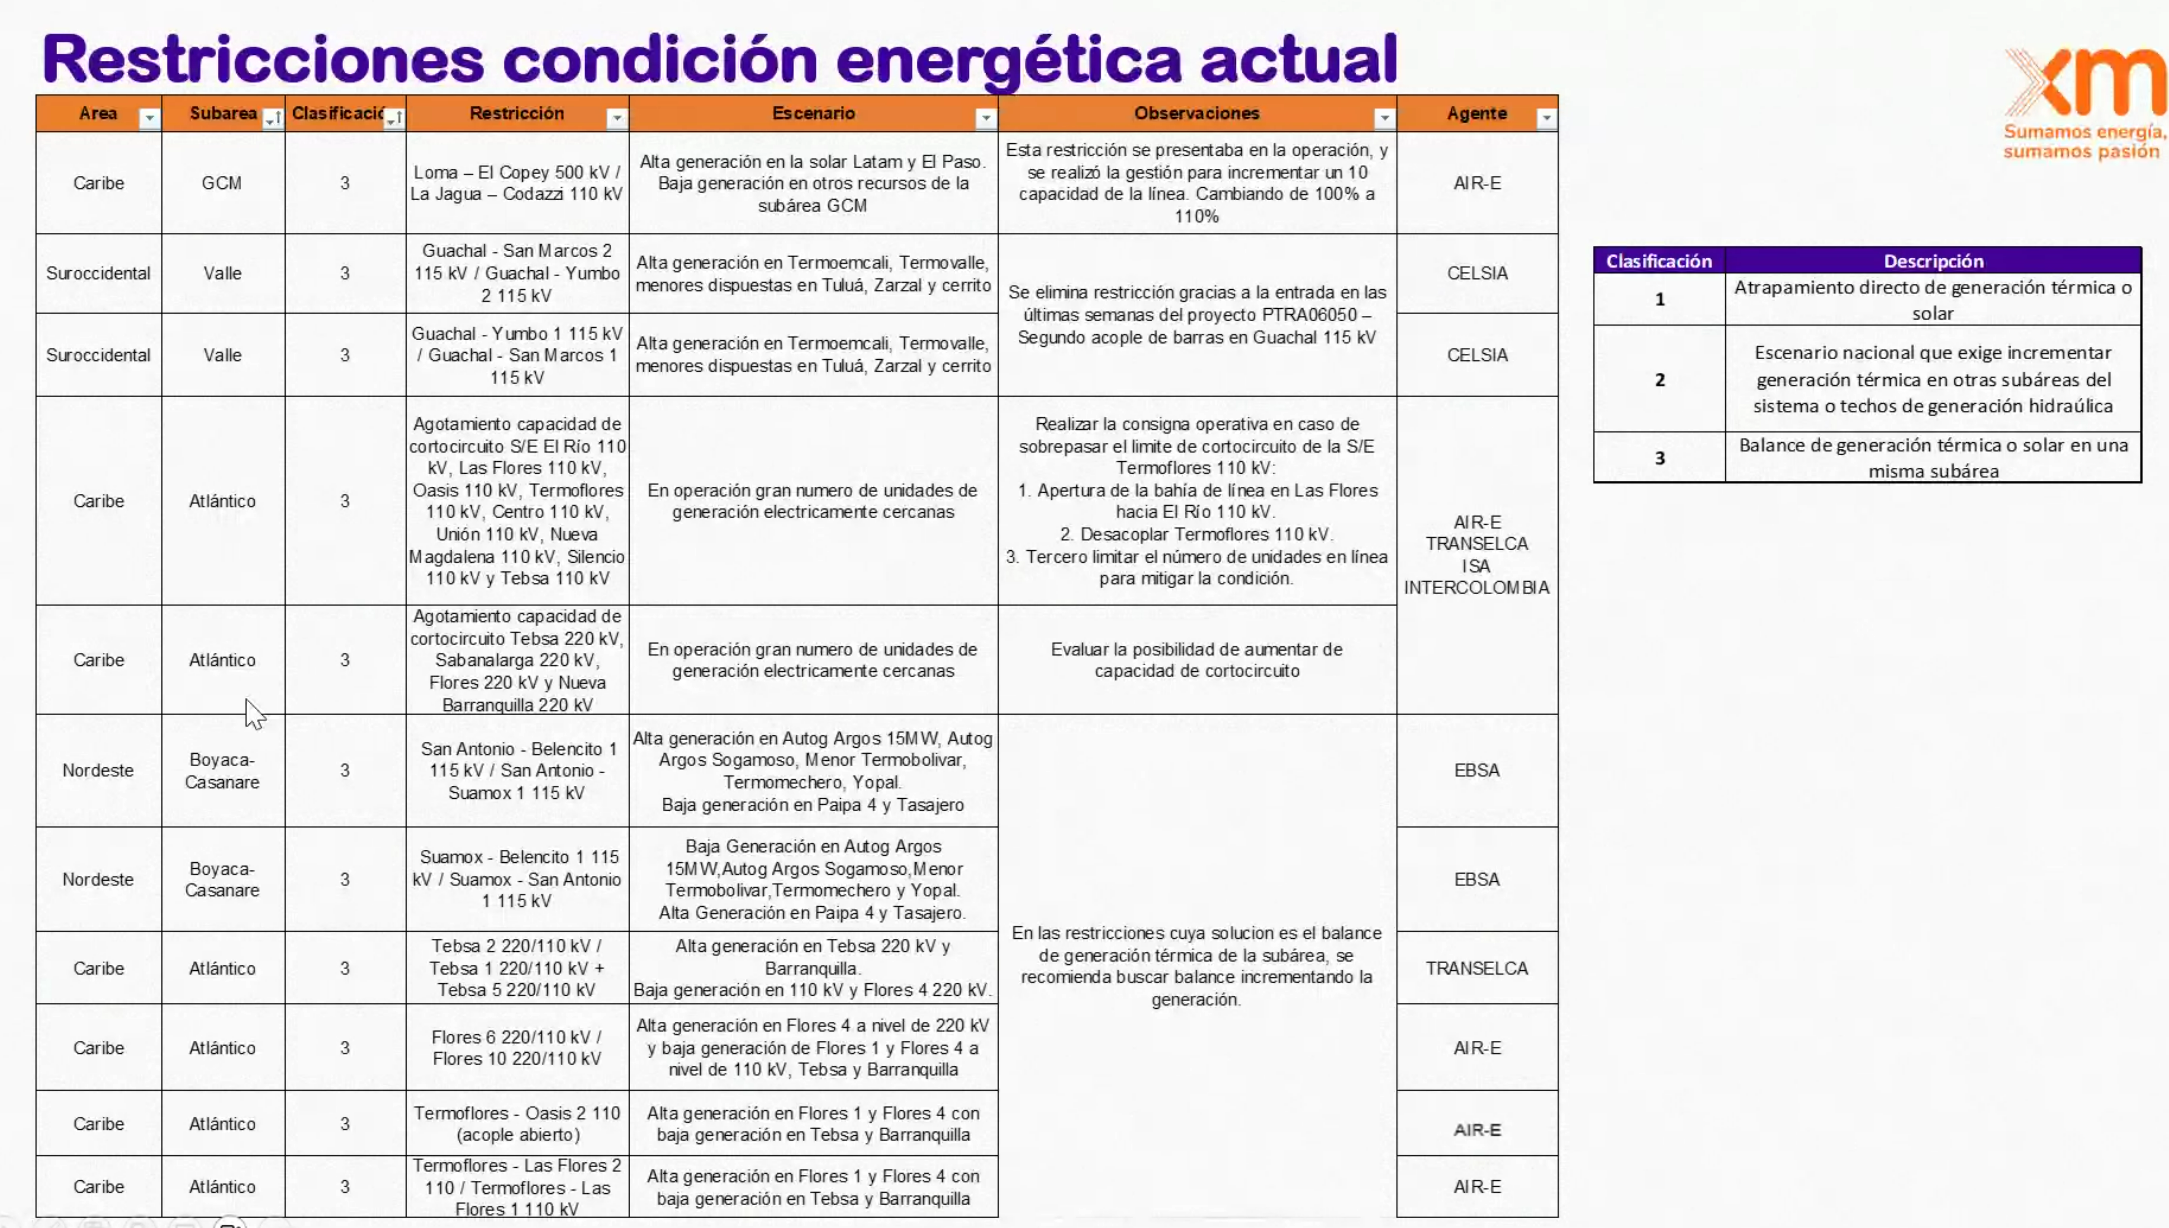 Restricciones condición energética actual
xm
Sumamos energía,
sumamos pasión
Area
Subarea
Clasificació
Restricción
Escenario
Observaciones
Agente
Caribe
GCM
3
Loma – El Copey 500 kV /
La Jagua – Codazzi 110 kV
Alta generación en la solar Latam y El Paso.
Baja generación en otros recursos de la
subárea GCM
Esta restricción se presentaba en la operación, y
se realizó la gestión para incrementar un 10
capacidad de la línea. Cambiando de 100% a
110%
AIR-E
Suroccidental
Valle
3
Guachal - San Marcos 2
115 kV / Guachal - Yumbo
2 115 kV
Alta generación en Termoemcali, Termovalle,
menores dispuestas en Tuluá, Zarzal y cerrito
Se elimina restricción gracias a la entrada en las
últimas semanas del proyecto PTRA06050 –
Segundo acople de barras en Guachal 115 kV
CELSIA
Suroccidental
Valle
3
Guachal - Yumbo 1 115 kV
/ Guachal - San Marcos 1
115 kV
Alta generación en Termoemcali, Termovalle,
menores dispuestas en Tuluá, Zarzal y cerrito
CELSIA
Caribe
Atlántico
3
Agotamiento capacidad de
cortocircuito S/E El Río 110
kV, Las Flores 110 kV,
Oasis 110 kV, Termoflores
110 kV, Centro 110 kV,
Unión 110 kV, Nueva
Magdalena 110 kV, Silencio
110 kV y Tebsa 110 kV
En operación gran numero de unidades de
generación electricamente cercanas
Realizar la consigna operativa en caso de
sobrepasar el limite de cortocircuito de la S/E
Termoflores 110 kV:
1. Apertura de la bahía de línea en Las Flores
hacia El Río 110 kV.
2. Desacoplar Termoflores 110 kV.
3. Tercero limitar el número de unidades en línea
para mitigar la condición.
AIR-E
TRANSELCA
ISA
INTERCOLOMBIA
Caribe
Atlántico
3
Agotamiento capacidad de
cortocircuito Tebsa 220 kV,
Sabanalarga 220 kV,
Flores 220 kV y Nueva
Barranquilla 220 kV
En operación gran numero de unidades de
generación electricamente cercanas
Evaluar la posibilidad de aumentar de
capacidad de cortocircuito
Nordeste
Boyaca-
Casanare
3
San Antonio - Belencito 1
115 kV / San Antonio -
Suamox 1 115 kV
Alta generación en Autog Argos 15MW, Autog
Argos Sogamoso, Menor Termobolivar,
Termomechero, Yopal.
Baja generación en Paipa 4 y Tasajero
En las restricciones cuya solucion es el balance
de generación térmica de la subárea, se
recomienda buscar balance incrementando la
generación.
EBSA
Nordeste
Boyaca-
Casanare
3
Suamox - Belencito 1 115
kV / Suamox - San Antonio
1 115 kV
Baja Generación en Autog Argos
15MW,Autog Argos Sogamoso,Menor
Termobolivar,Termomechero y Yopal.
Alta Generación en Paipa 4 y Tasajero.
EBSA
Caribe
Atlántico
3
Tebsa 2 220/110 kV /
Tebsa 1 220/110 kV +
Tebsa 5 220/110 kV
Alta generación en Tebsa 220 kV y
Barranquilla.
Baja generación en 110 kV y Flores 4 220 kV.
TRANSELCA
Caribe
Atlántico
3
Flores 6 220/110 kV /
Flores 10 220/110 kV
Alta generación en Flores 4 a nivel de 220 kV
y baja generación de Flores 1 y Flores 4 a
nivel de 110 kV, Tebsa y Barranquilla
AIR-E
Caribe
Atlántico
3
Termoflores - Oasis 2 110
(acople abierto)
Alta generación en Flores 1 y Flores 4 con
baja generación en Tebsa y Barranquilla
AIR-E
Caribe
Atlántico
3
Termoflores - Las Flores 2
110 / Termoflores - Las
Flores 1 110 kV
Alta generación en Flores 1 y Flores 4 con
baja generación en Tebsa y Barranquilla
AIR-E
Clasificación
Descripción
1
Atrapamiento directo de generación térmica o
solar
2
Escenario nacional que exige incrementar
generación térmica en otras subáreas del
sistema o techos de generación hidraúlica
3
Balance de generación térmica o solar en una
misma subárea